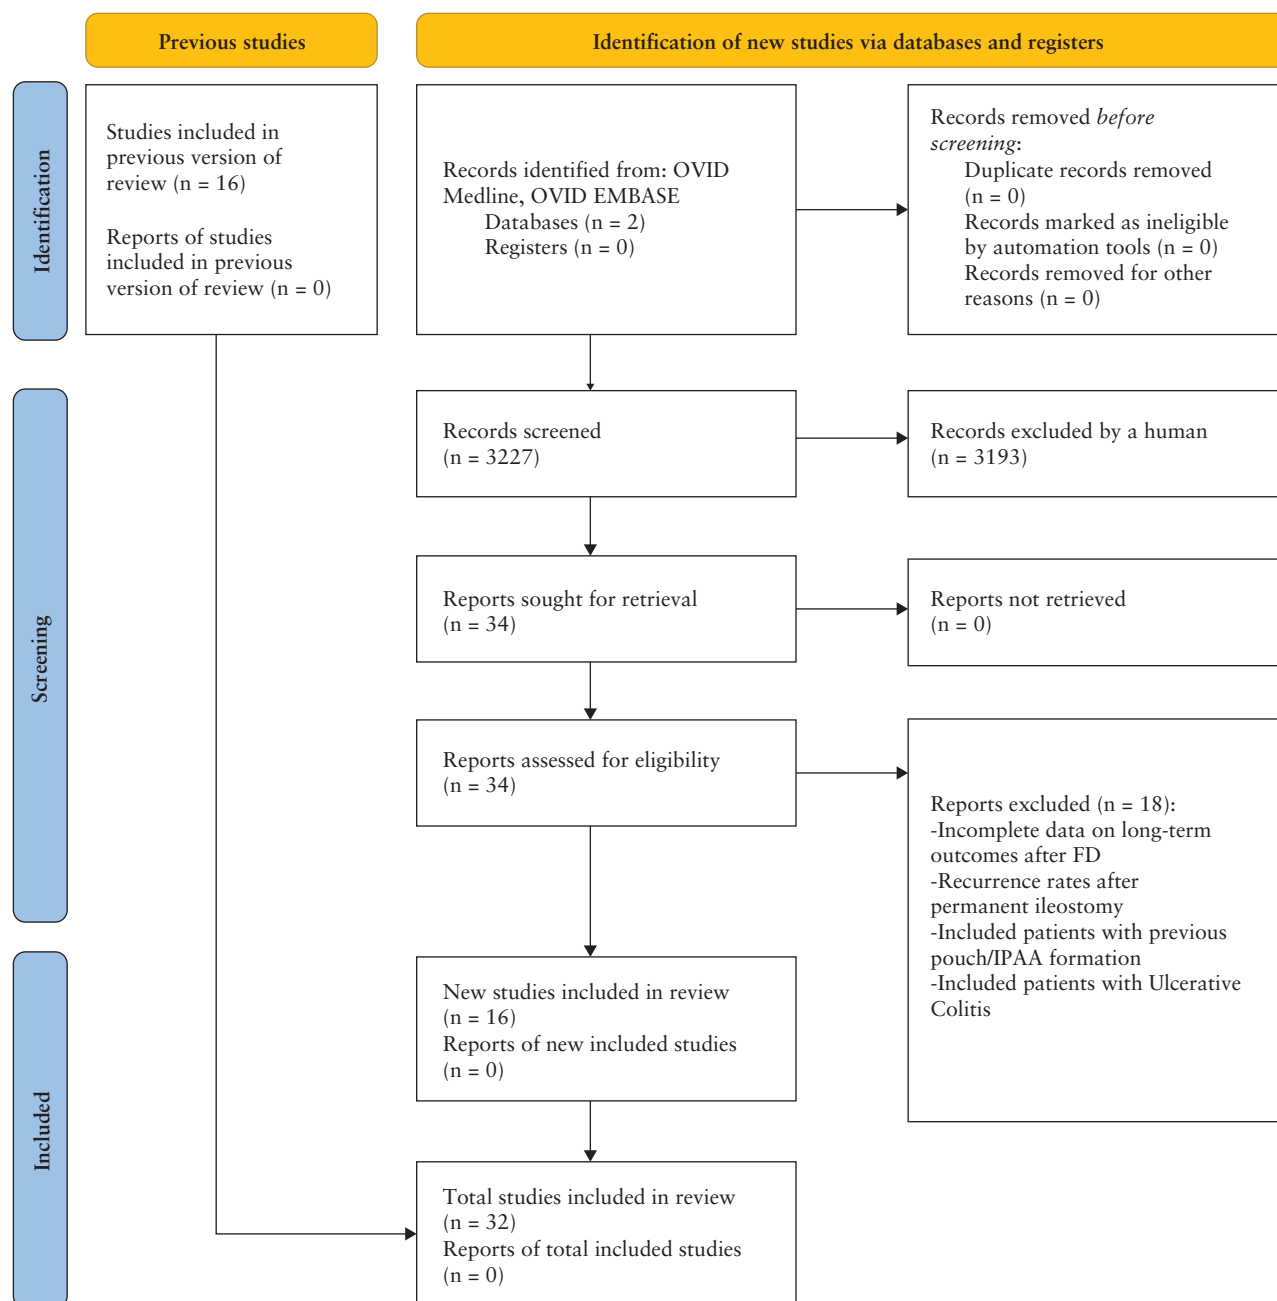 Previous studies
Identification of new studies via databases and registers
Identification
Studies included in
previous version of
review (n = 16)
Reports of studies
included in previous
version of review (n = 0)
Records identified from: OVID
Medline, OVID EMBASE
Databases (n = 2)
Registers (n = 0)
Records removed before
screening:
Duplicate records removed
(n = 0)
Records marked as ineligible
by automation tools (n = 0)
Records removed for other
reasons (n = 0)
Screening
Records screened
(n = 3227)
Records excluded by a human
(n = 3193)
Reports sought for retrieval
(n = 34)
Reports not retrieved
(n = 0)
Reports assessed for eligibility
(n = 34)
Reports excluded (n = 18):
-Incomplete data on long-term
outcomes after FD
-Recurrence rates after
permanent ileostomy
-Included patients with previous
pouch/IPAA formation
-Included patients with Ulcerative
Colitis
Included
New studies included in review
(n = 16)
Reports of new included studies
(n = 0)
Total studies included in review
(n = 32)
Reports of total included studies
(n = 0)